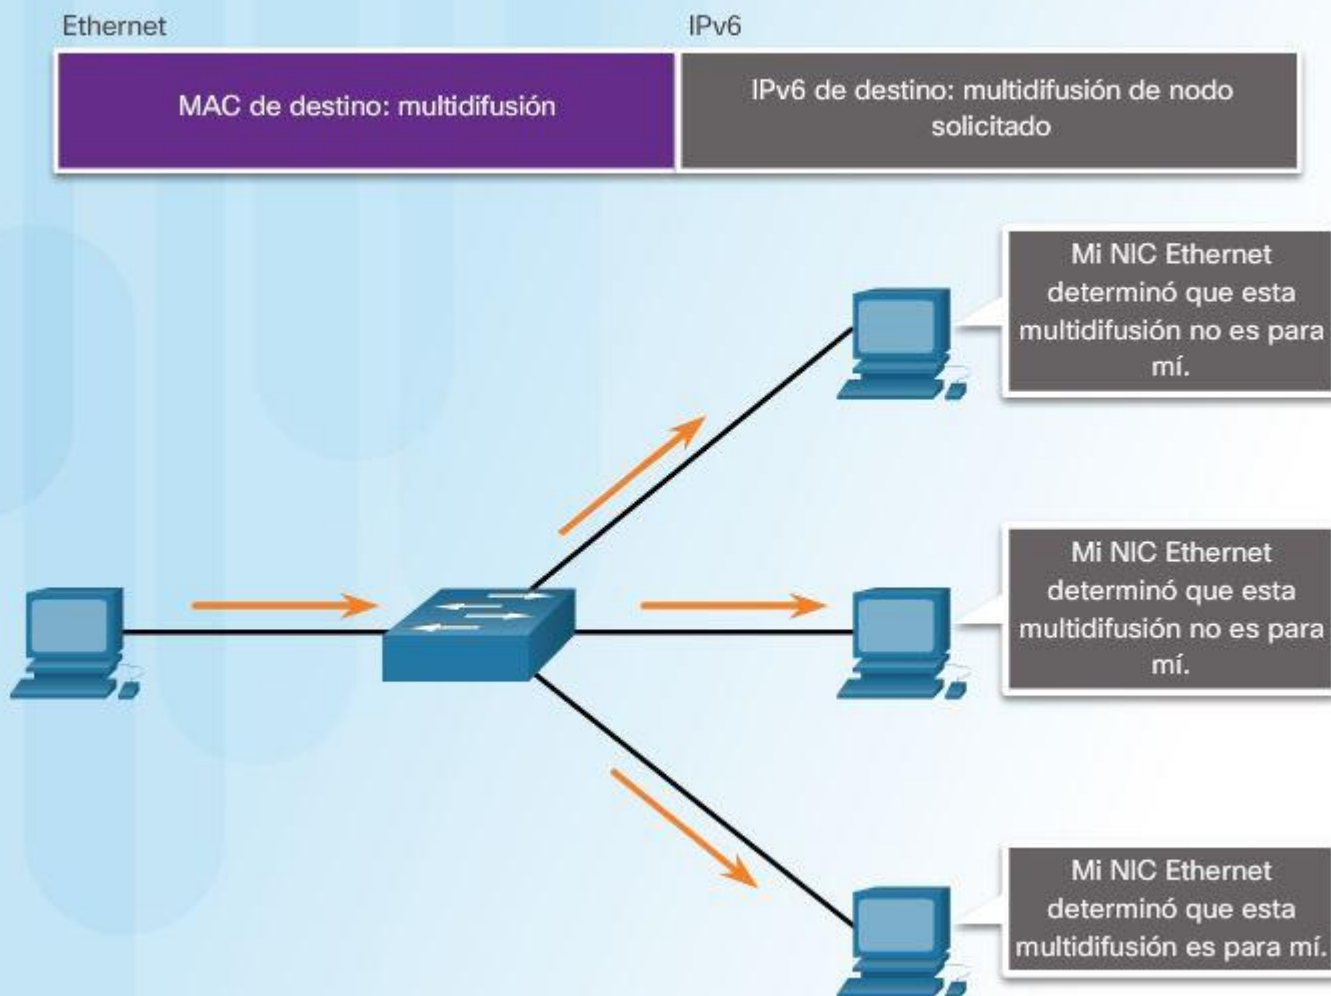 Ethernet
IPv6
MAC de destino: multidifusión
IPv6 de destino: multidifusión de nodo
solicitado
Mi NIC Ethernet
determinó que esta
multidifusión no es para
mí.
Mi NIC Ethernet
determinó que esta
multidifusión no es para
mí.
Mi NIC Ethernet
determinó que esta
multidifusión es para mí.